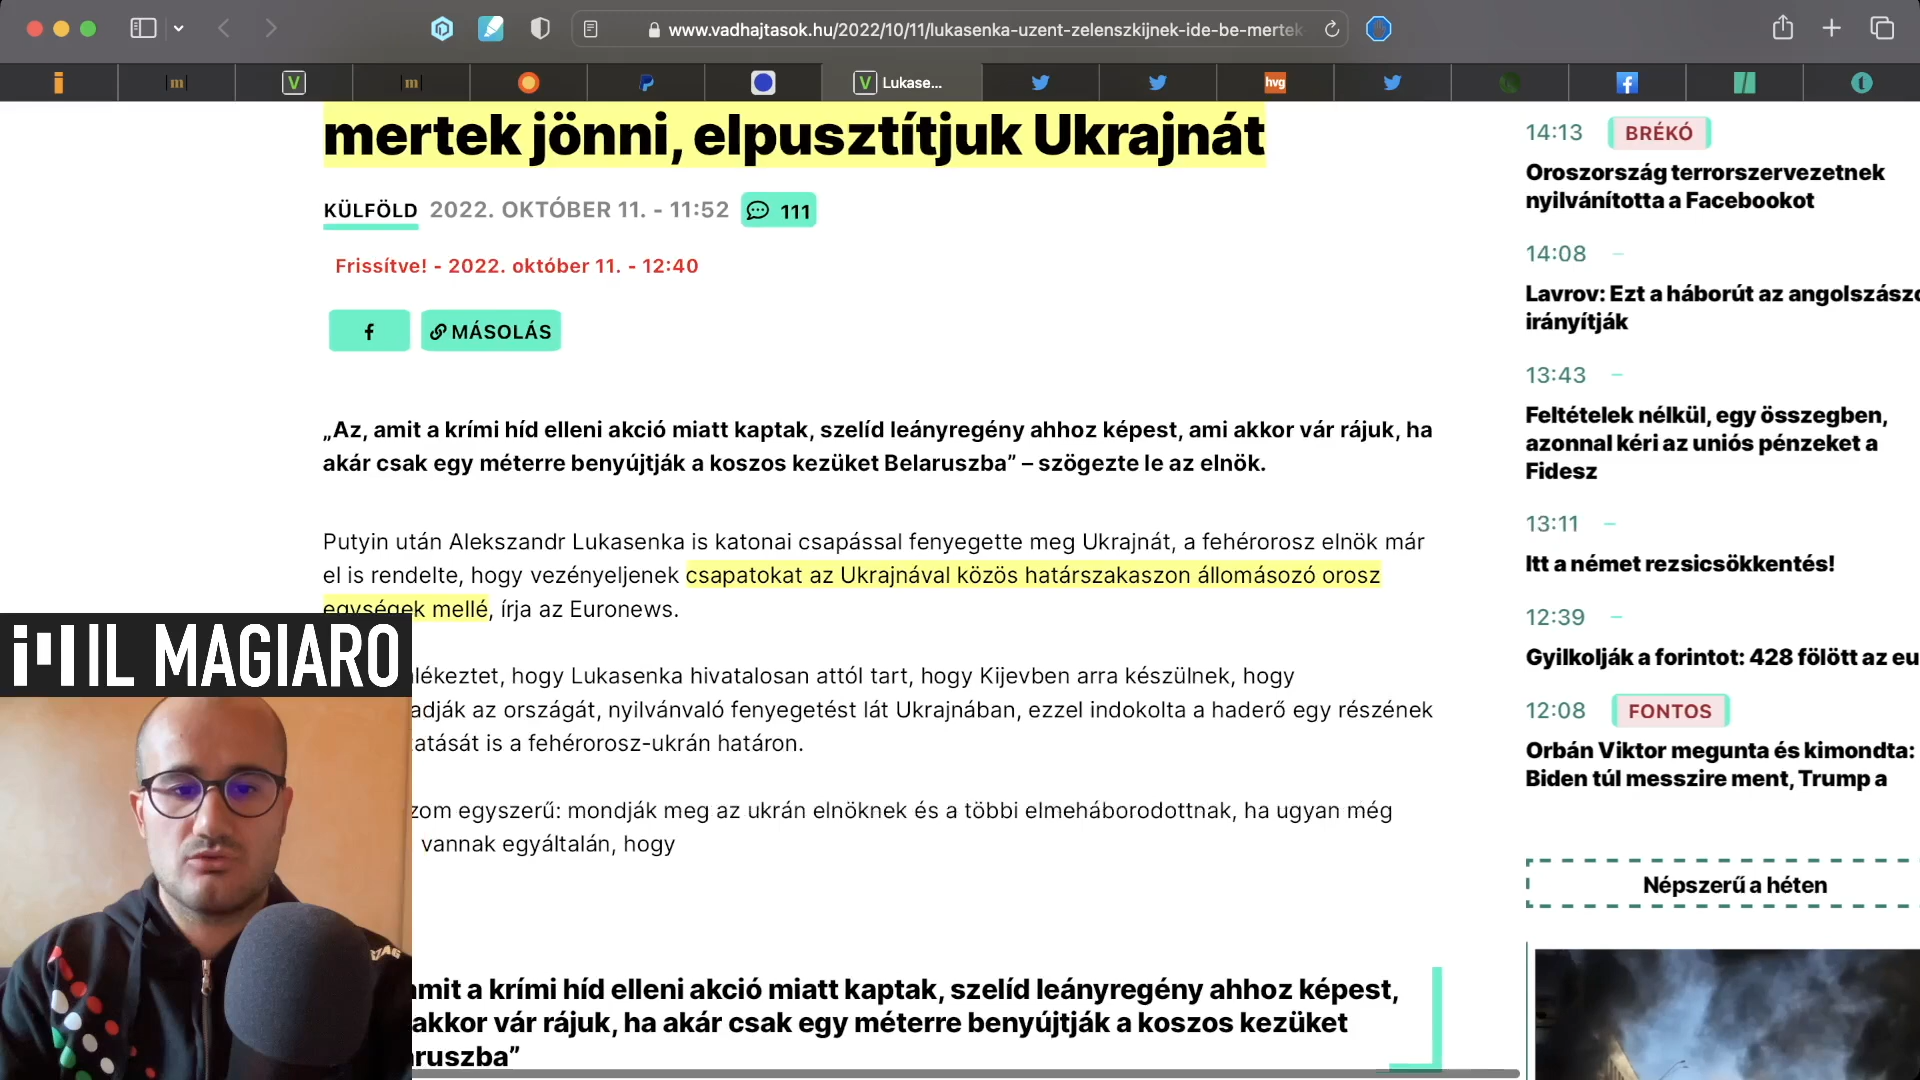 www.vadhajtasok.hu/2022/10/11/lukasenka-uzent-zelenszkijnek-ide-be-mertek-
V Lukase...
hvg
mertek jönni, elpusztítjuk Ukrajnát
KÜLFÖLD 2022. OKTÓBER 11. - 11:52 111
Frissítve! - 2022. október 11. - 12:40
MÁSOLÁS
„Az, amit a krími híd elleni akció miatt kaptak, szelíd leányregény ahhoz képest, ami akkor vár rájuk, ha
akár csak egy méterre benyújtják a koszos kezüket Belaruszba” – szögezte le az elnök.
Putyin után Alekszandr Lukasenka is katonai csapással fenyegette meg Ukrajnát, a fehérorosz elnök már
el is rendelte, hogy vezényeljenek csapatokat az Ukrajnával közös határszakaszon állomásozó orosz
egységek mellé, írja az Euronews.
hogy Lukasenka hivatalosan attól tart, hogy Kijevben arra készülnek, hogy
az országát, nyilvánvaló fenyegetést lát Ukrajnában, ezzel indokolta a haderő egy részének
is a fehérorosz-ukrán határon.
egyszerű: mondják meg az ukrán elnöknek és a többi elmeháborodottnak, ha ugyan még
vannak egyáltalán, hogy
amit a krími híd elleni akció miatt kaptak, szelíd leányregény ahhoz képest,
akkor vár rájuk, ha akár csak egy méterre benyújtják a koszos kezüket
IL MAGIARO
14:13 BRÉKÓ
Oroszország terrorszervezetnek
nyilvánította a Facebookot
14:08 –
Lavrov: Ezt a háborút az angolszászo
irányítják
13:43 –
Feltételek nélkül, egy összegben,
azonnal kéri az uniós pénzeket a
Fidesz
13:11 –
Itt a német rezsicsökkentés!
12:39 –
Gyilkolják a forintot: 428 fölött az eu
12:08 FONTOS
Orbán Viktor megunta és kimondta:
Biden túl messzire ment, Trump a
Népszerű a héten